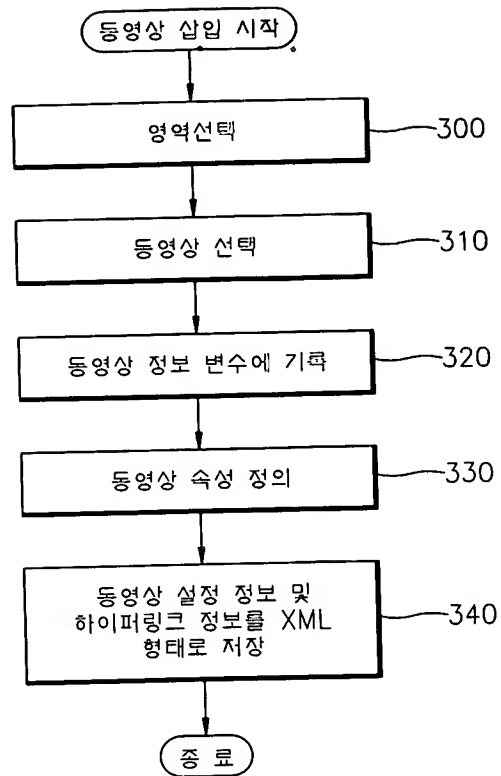 동영상 삽입 시작
영역선택
300
동영상 선택
310
동영상 정보 변수에 기록
320
동영상 속성 정의
330
동영상 설정 정보 및
하이퍼링크 정보를 XML
형태로 저장
340
종 료